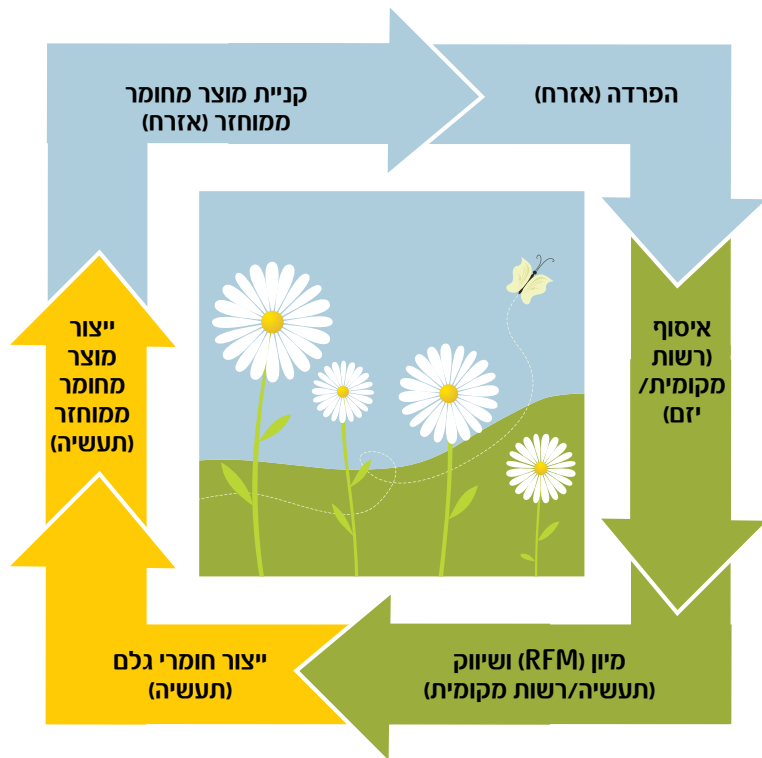 קניית מוצר מחומר
ממוחזר (אזרח)
הפרדה (אזרח)
איסוף
(רשות
מקומית/
יזם)
מיון (RFM) ושיווק
(תעשיה/רשות מקומית)
ייצור חומרי גלם
(תעשיה)
ייצור
מוצר
מחומר
ממוחזר
(תעשיה)